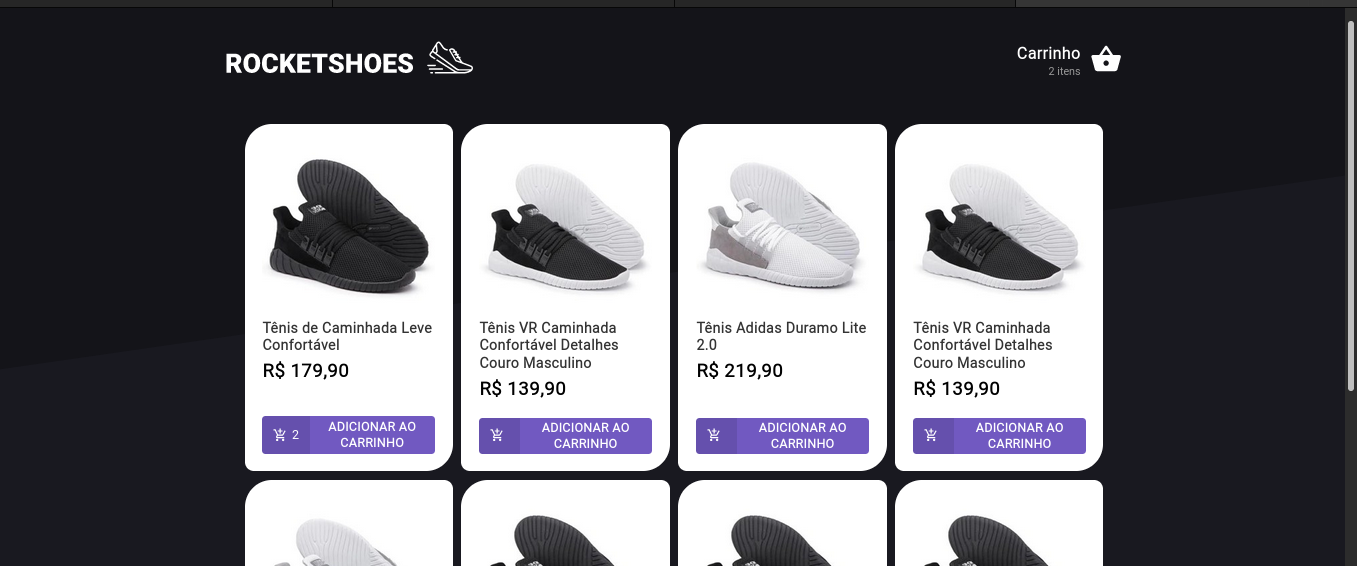 ROCKETSHOES
Carrinho
2 itens
Tênis de Caminhada Leve
Confortável
R$ 179,90
2
ADICIONAR AO
CARRINHO
Tênis VR Caminhada
Confortável Detalhes
Couro Masculino
R$ 139,90
ADICIONAR AO
CARRINHO
Tênis Adidas Duramo Lite
2.0
R$ 219,90
ADICIONAR AO
CARRINHO
Tênis VR Caminhada
Confortável Detalhes
Couro Masculino
R$ 139,90
ADICIONAR AO
CARRINHO